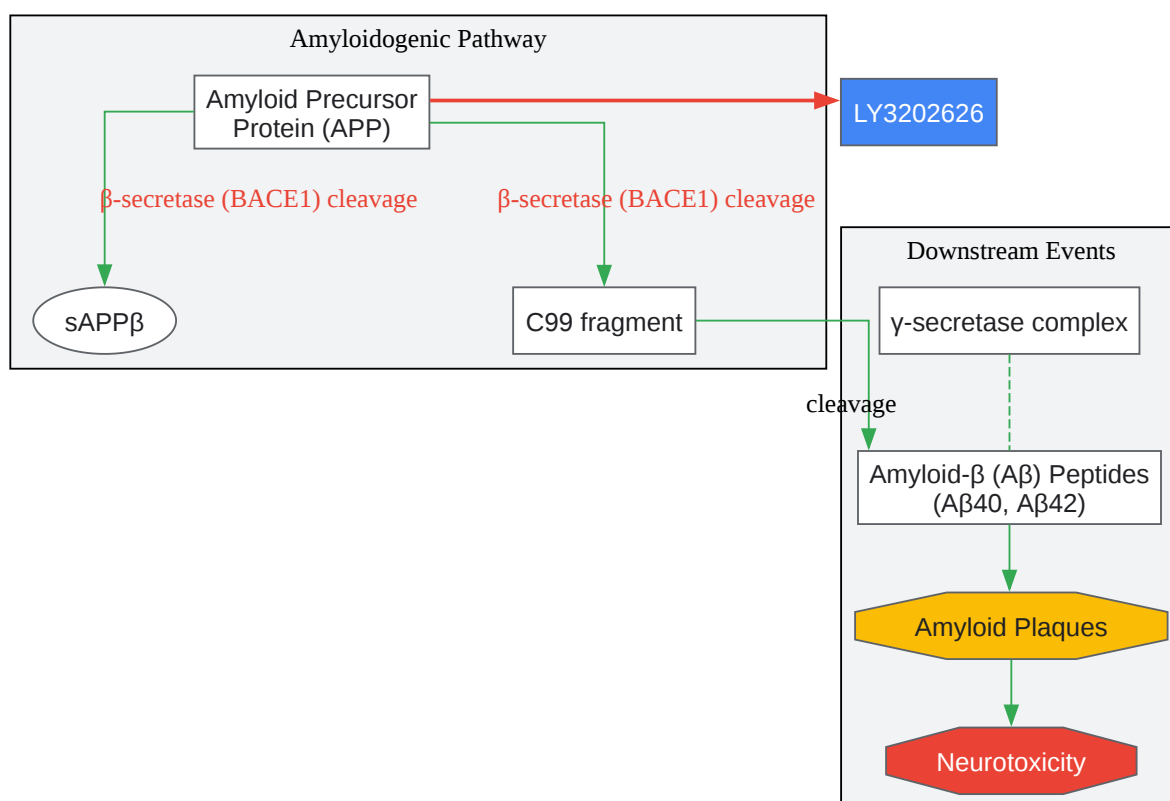 Amyloidogenic Pathway
Amyloid Precursor
Protein (APP)
LY3202626
β-secretase (BACE1) cleavage
β-secretase (BACE1) cleavage
Downstream Events
sAPPβ
C99 fragment
γ-secretase complex
cleavage
Amyloid-β (Aβ) Peptides
(Aβ40, Aβ42)
Amyloid Plaques
Neurotoxicity